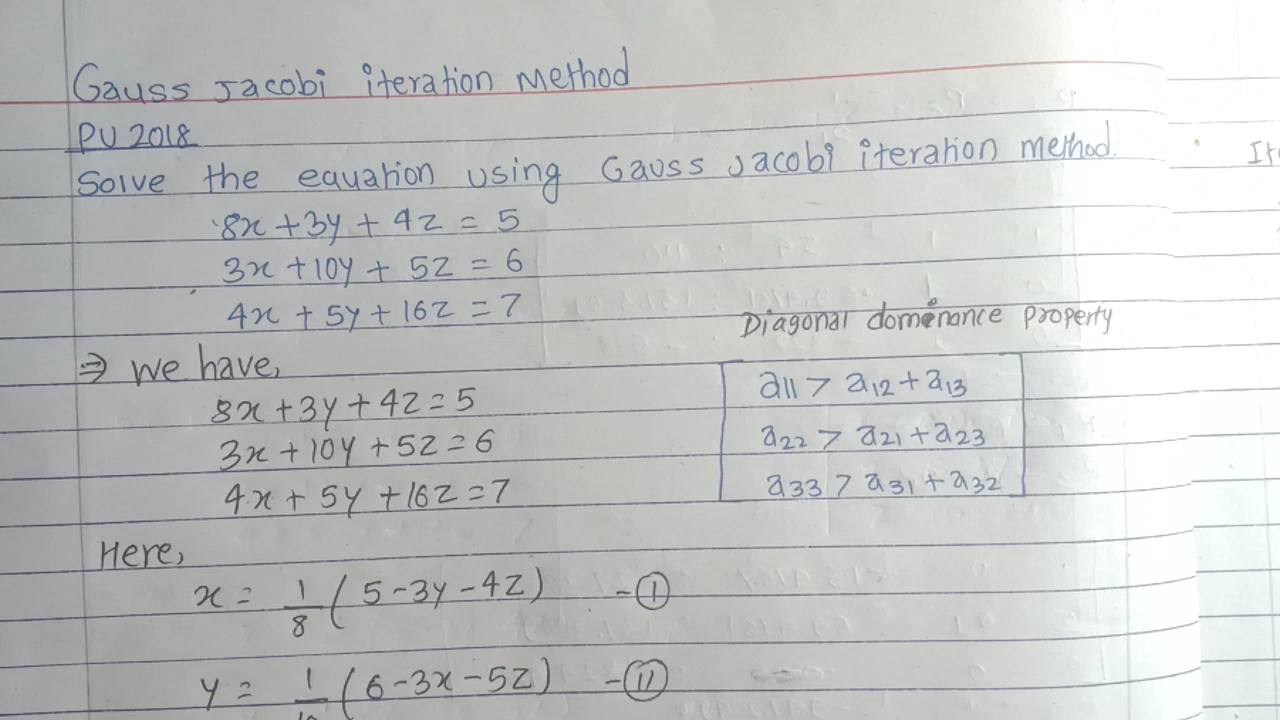 Gauss Jacobi iteration method
PU 2018
Solve the equation using Gauss Jacobi iteration method.
8x + 3y + 4z = 5
3x + 10y + 5z = 6
4x + 5y + 16z = 7
Diagonal dominance property
⇒ we have,
8x + 3y + 4z = 5
3x + 10y + 5z = 6
4x + 5y + 16z = 7
a11 > a12 + a13
a22 > a21 + a23
a33 > a31 + a32
Here,
x = 1/8 ( 5 - 3y - 4z) - ⓘ
y = 1/10 ( 6 - 3x - 5z) - ⓘⓘ